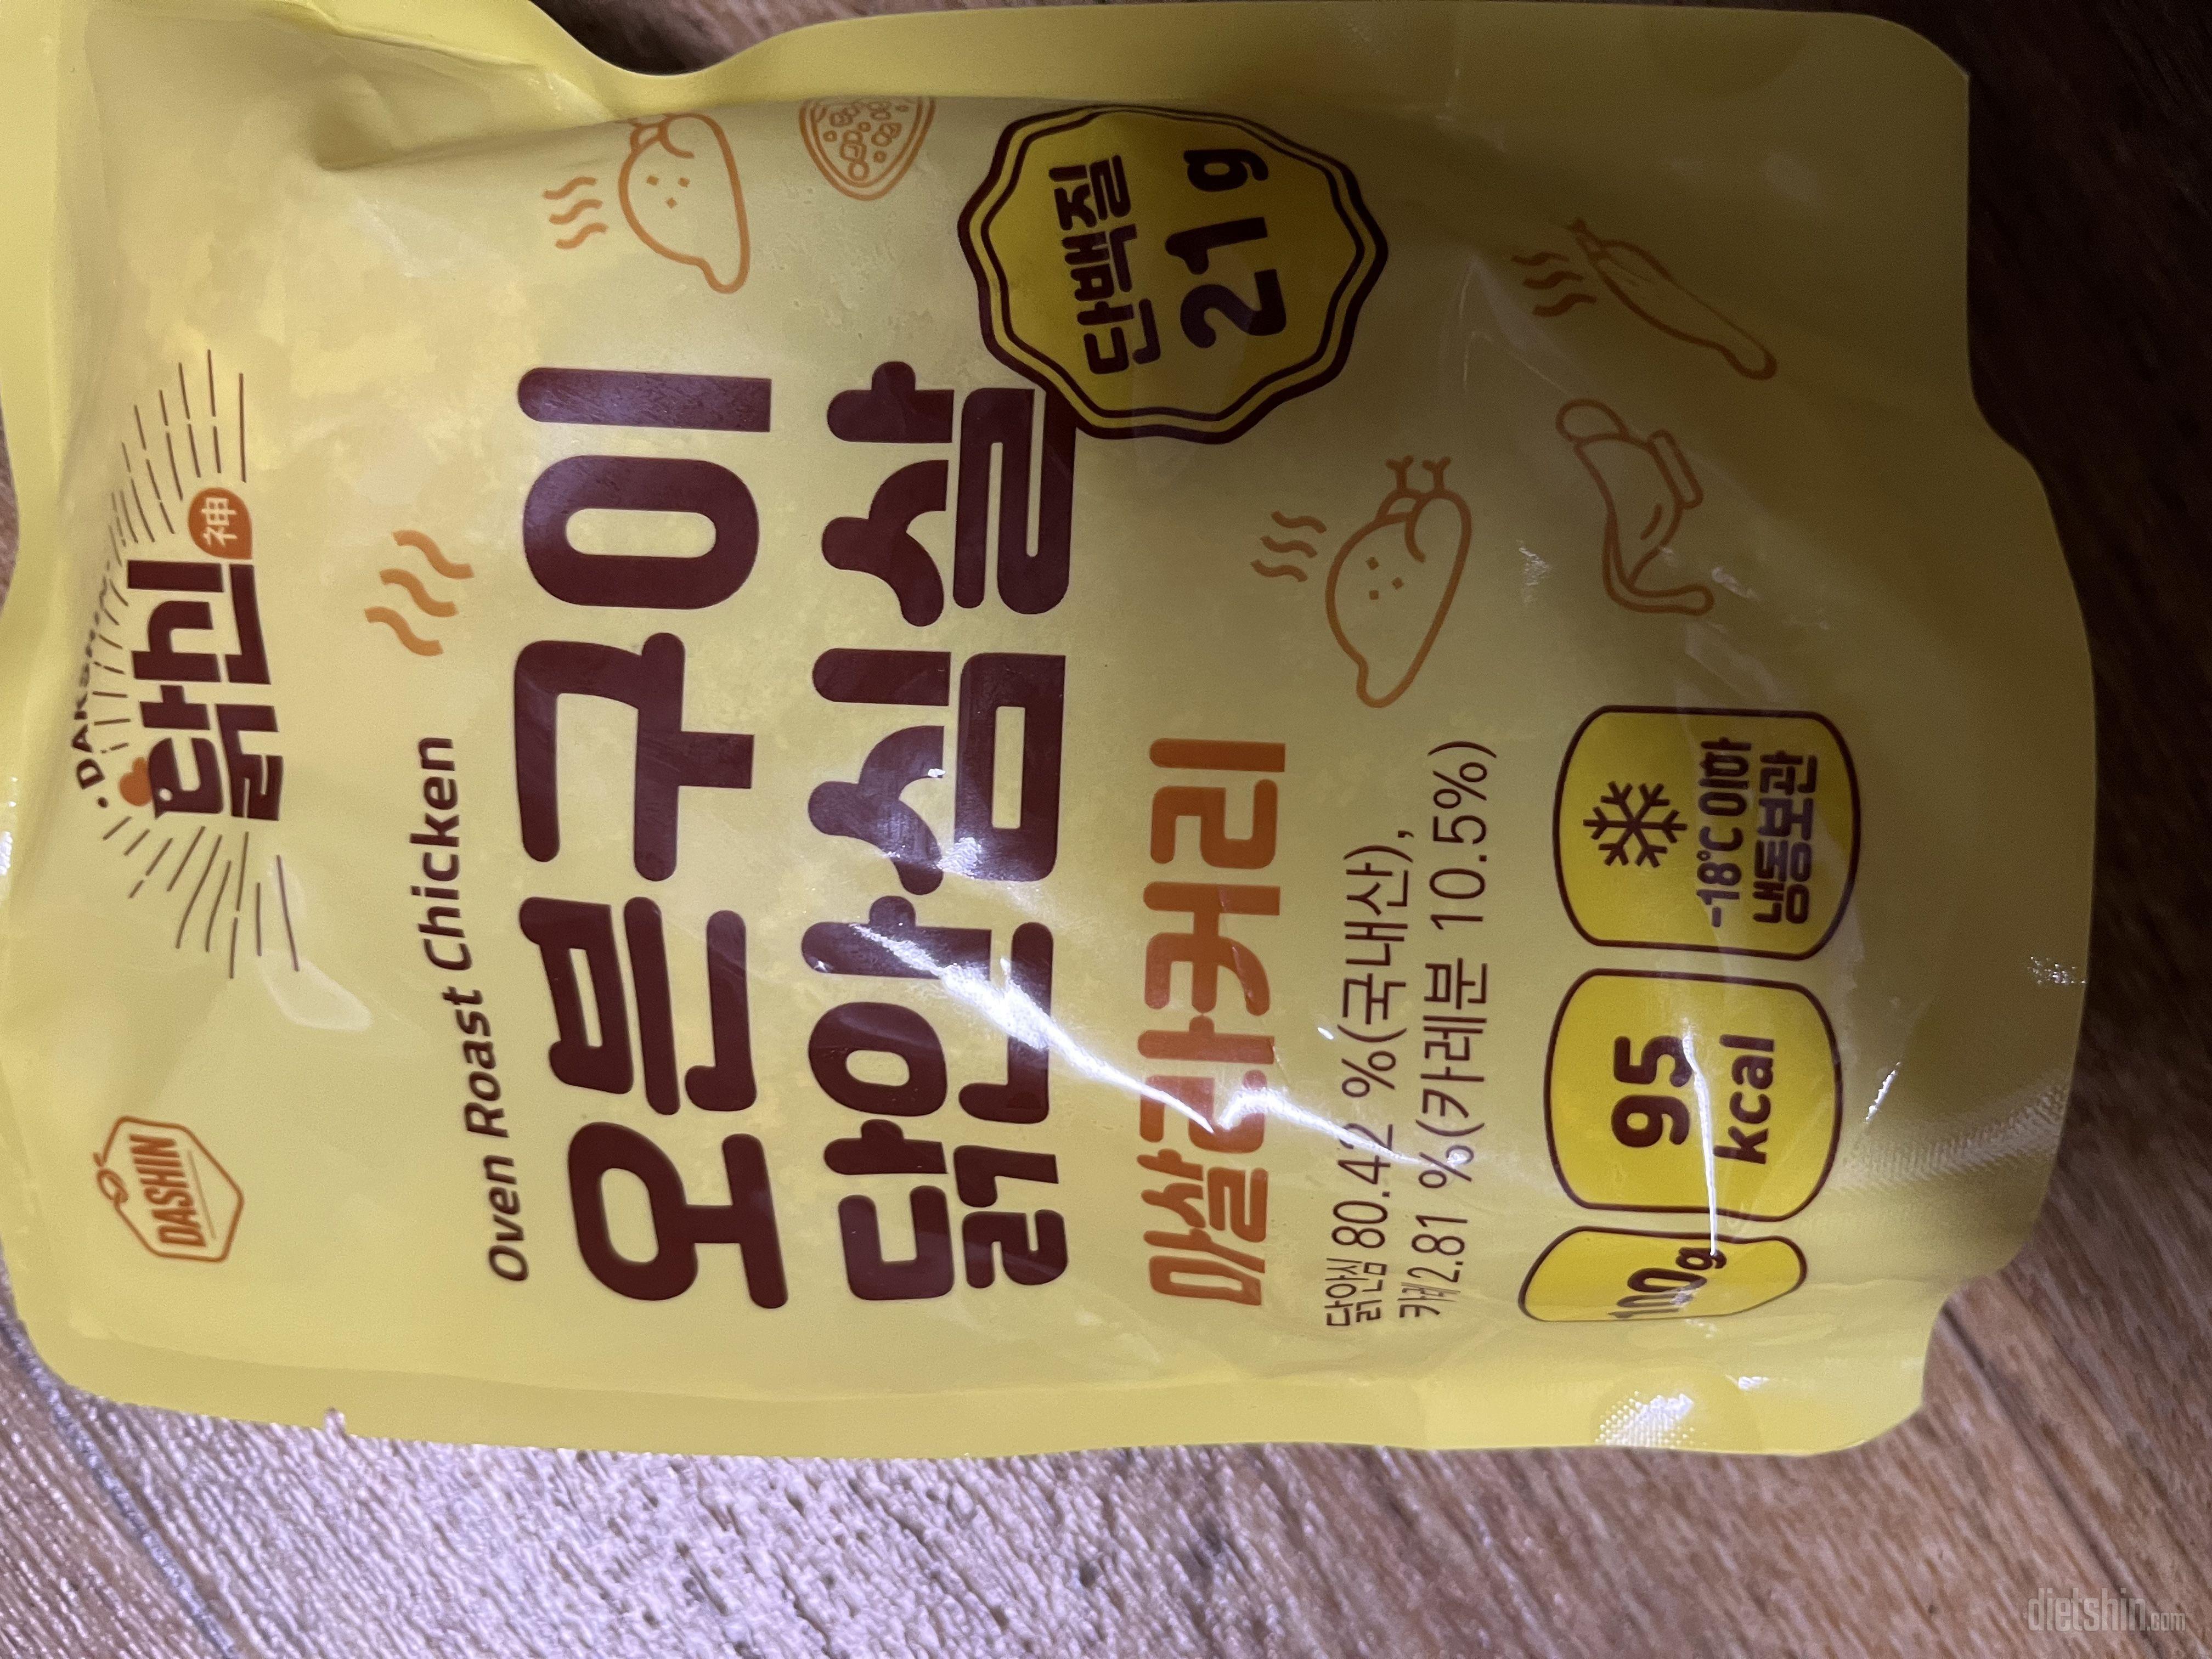 DASHIN
닭신 神
Oven Roast Chicken
오븐구이
닭안심살
단백질
21 g
마살라커리
닭안심 80.42 %(국내산),
카레 2.81 %(카레분 10.5%)
100g
95
kcal
-18℃ 이하
냉동보관
dietshin.com